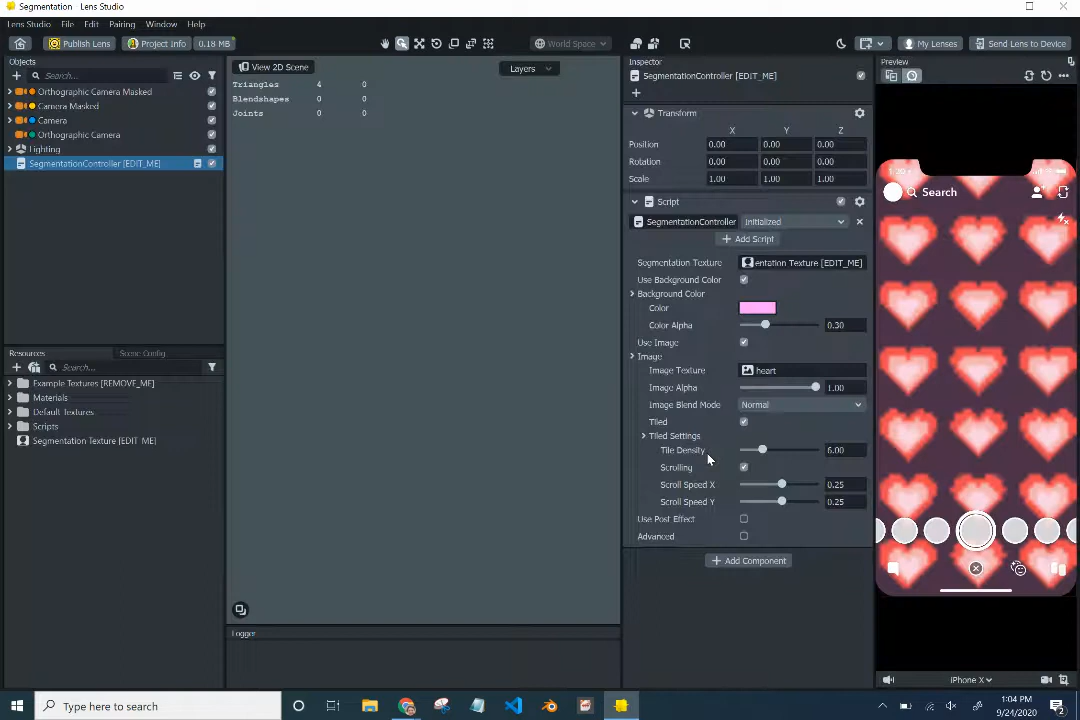 Segmentation - Lens Studio
Lens Studio File Edit Pairing Window Help
Publish Lens Project Info 0.18 MB World Space My Lenses Send Lens to Device
Objects
Search...
Orthographic Camera Masked
Camera Masked
Camera
Orthographic Camera
Lighting
SegmentationController [EDIT_ME]
Resources Scene Config
Search...
Example Textures [REMOVE_ME]
Materials
Default Textures
Scripts
Segmentation Texture [EDIT_ME]
View 2D Scene
Layers
Triangles 4 0
Blendshapes 0 0
Joints 0 0
Logger
Inspector
SegmentationController [EDIT_ME]
Transform
X Y Z
Position 0.00 0.00 0.00
Rotation 0.00 0.00 0.00
Scale 1.00 1.00 1.00
Script
SegmentationController Initialized
Add Script
Segmentation Texture entation Texture [EDIT_ME]
Use Background Color
Background Color
Color
Color Alpha 0.30
Use Image
Image
Image Texture heart
Image Alpha 1.00
Image Blend Mode Normal
Tiled
Tiled Settings
Tile Density 6.00
Scrolling
Scroll Speed X 0.25
Scroll Speed Y 0.25
Use Post Effect
Advanced
Add Component
Preview
Search
iPhone X
Type here to search
1:04 PM
9/24/2020
2